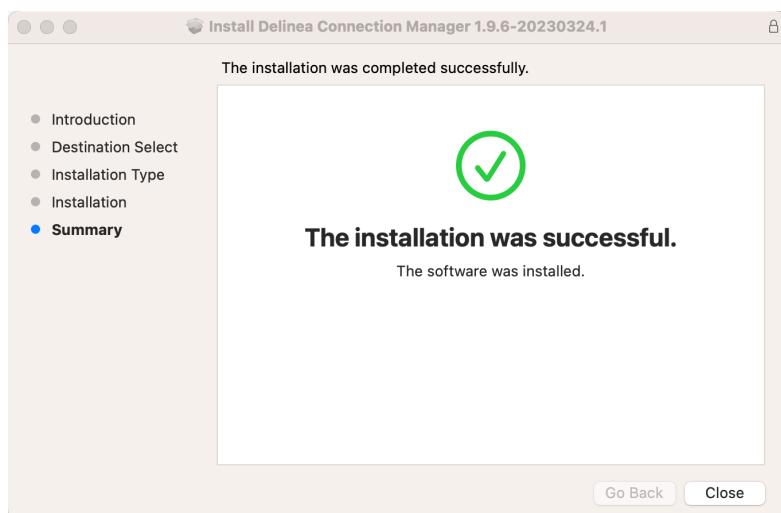 Install Delinea Connection Manager 1.9.6-20230324.1
The installation was completed successfully.
Introduction
Destination Select
Installation Type
Installation
Summary
The installation was successful.
The software was installed.
Go Back
Close